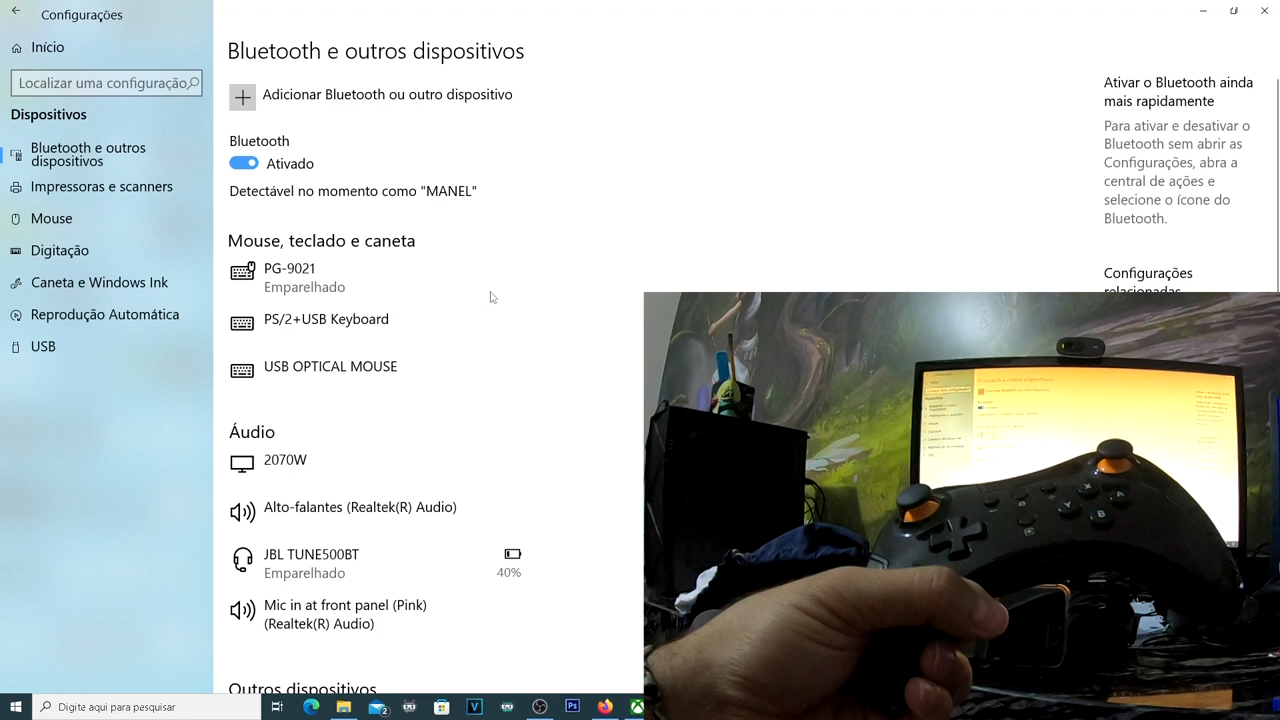 Configurações
Início
Localizar uma configuração
Dispositivos
Bluetooth e outros
dispositivos
Impressoras e scanners
Mouse
Digitação
Caneta e Windows Ink
Reprodução Automática
USB
Bluetooth e outros dispositivos
Adicionar Bluetooth ou outro dispositivo
Bluetooth
Ativado
Detectável no momento como "MANEL"
Mouse, teclado e caneta
PG-9021
Emparelhado
PS/2+USB Keyboard
USB OPTICAL MOUSE
Áudio
2070W
Alto-falantes (Realtek(R) Audio)
JBL TUNE500BT
Emparelhado
40%
Mic in at front panel (Pink)
(Realtek(R) Audio)
Outros dispositivos
Ativar o Bluetooth ainda
mais rapidamente
Para ativar e desativar o
Bluetooth sem abrir as
Configurações, abra a
central de ações e
selecione o ícone do
Bluetooth.
Configurações
relacionadas
X
Y
A
B
Digite aqui para pesquisar
2
V
Ps